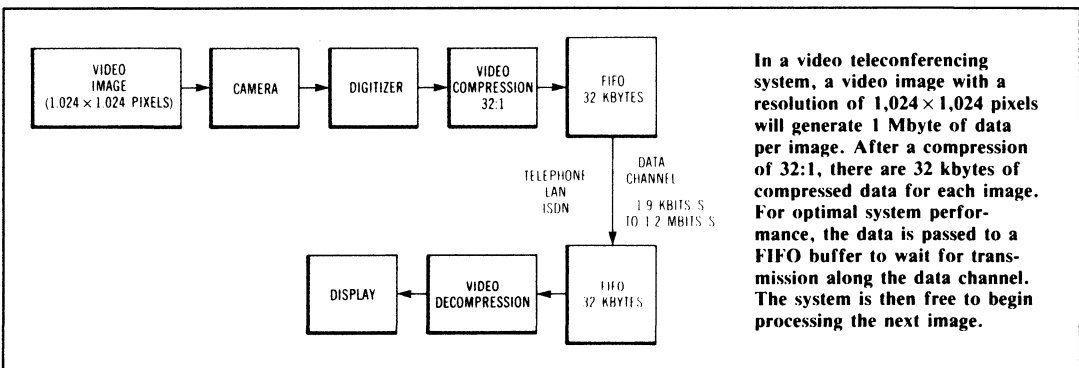 VIDEO
IMAGE
(1.024 × 1.024 PIXELS)
CAMERA
DIGITIZER
VIDEO
COMPRESSION
32:1
FIFO
32 KBYTES
TELEPHONE
LAN
ISDN
DATA
CHANNEL
1 9 KBITS S
TO 1 2 MBITS S
DISPLAY
VIDEO
DECOMPRESSION
FIFO
32 KBYTES
In a video teleconferencing
system, a video image with a
resolution of 1,024 × 1,024 pixels
will generate 1 Mbyte of data
per image. After a compression
of 32:1, there are 32 kbytes of
compressed data for each image.
For optimal system perfor-
mance, the data is passed to a
FIFO buffer to wait for trans-
mission along the data channel.
The system is then free to begin
processing the next image.